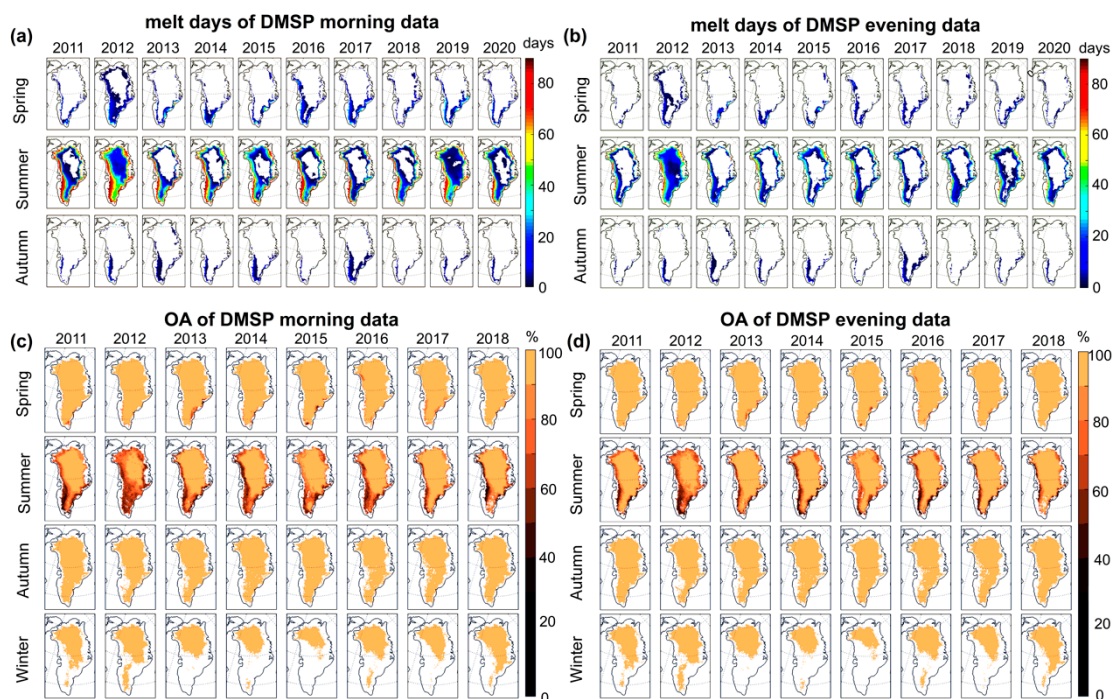 melt days of DMSP morning data
(a)
2011 2012 2013 2014 2015 2016 2017 2018 2019 2020 days
Spring
Summer
Autumn
80
60
40
20
0
melt days of DMSP evening data
(b)
2011 2012 2013 2014 2015 2016 2017 2018 2019 2020 days
Spring
Summer
Autumn
80
60
40
20
0
OA of DMSP morning data
(c)
2011 2012 2013 2014 2015 2016 2017 2018 %
Spring
Summer
Autumn
Winter
100
80
60
40
20
0
OA of DMSP evening data
(d)
2011 2012 2013 2014 2015 2016 2017 2018 %
Spring
Summer
Autumn
Winter
100
80
60
40
20
0